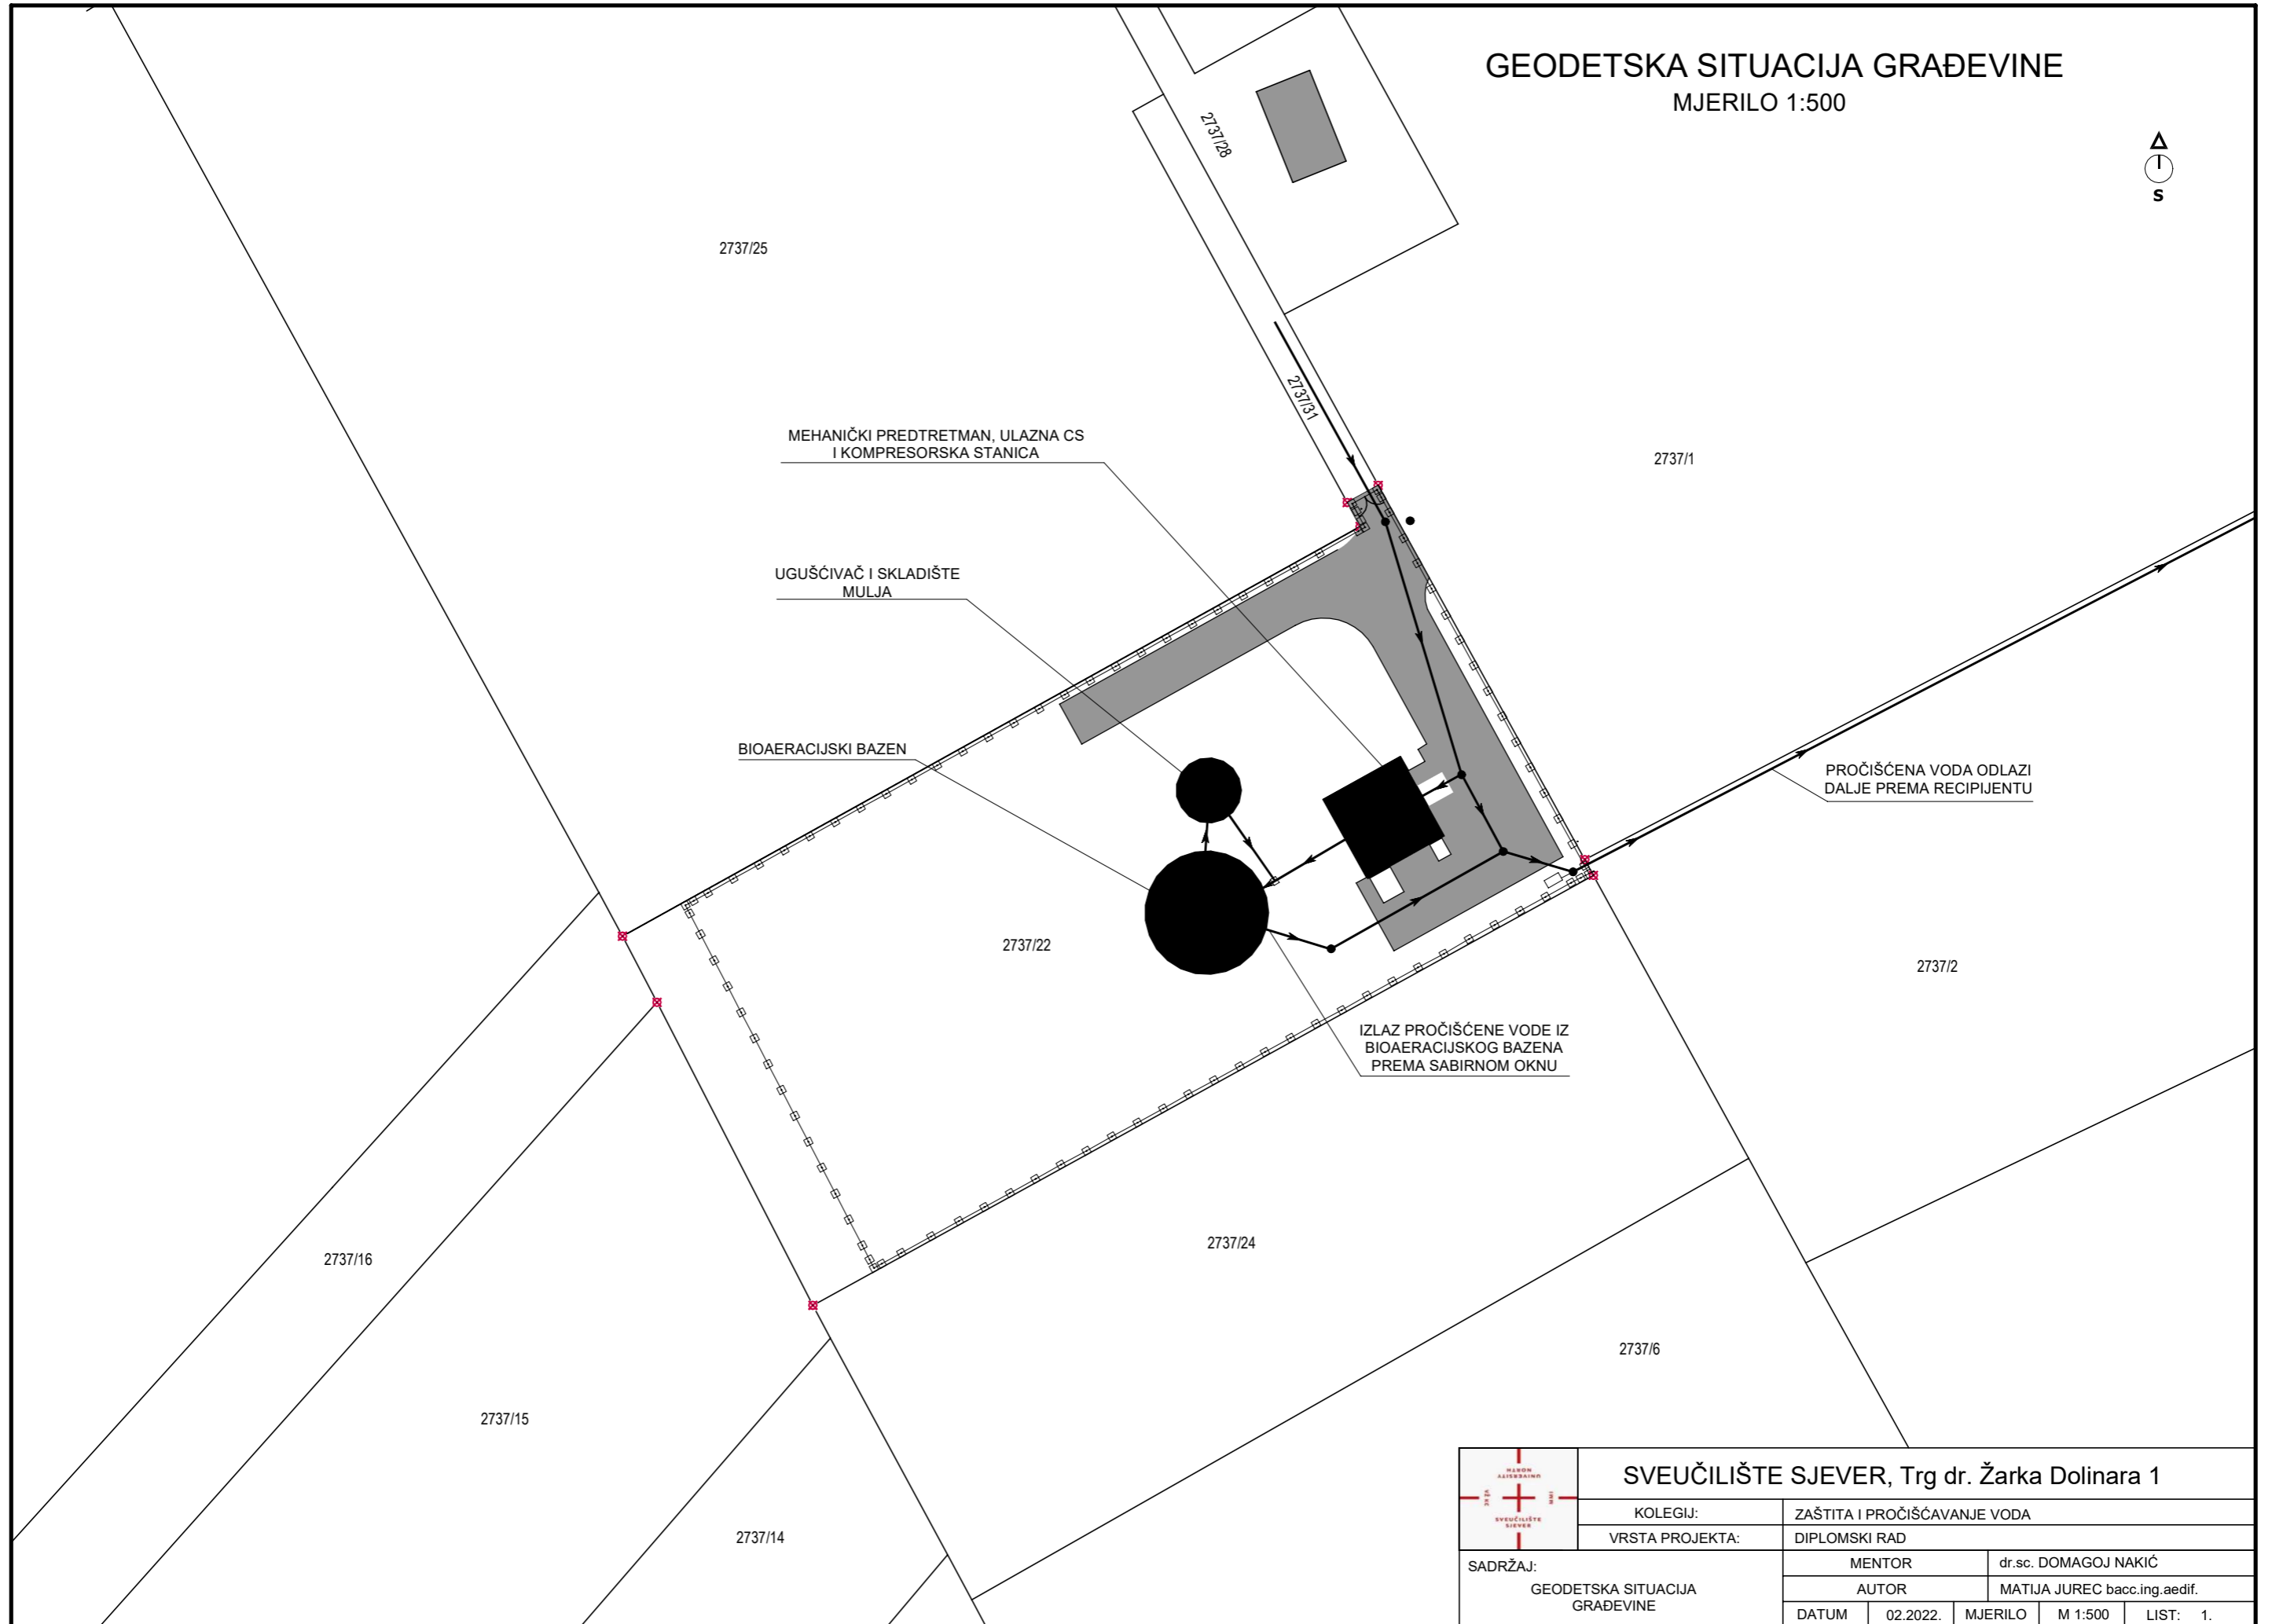 GEODETSKA SITUACIJA GRAĐEVINE
MJERILO 1:500
S
2737/28
2737/25
2737/31
MEHANIČKI PREDTRETMAN, ULAZNA CS
I KOMPRESORSKA STANICA
2737/1
UGUŠĆIVAČ I SKLADIŠTE
MULJA
BIOAERACIJSKI BAZEN
PROČIŠĆENA VODA ODLAZI
DALJE PREMA RECIPIJENTU
2737/22
2737/2
IZLAZ PROČIŠĆENE VODE IZ
BIOAERACIJSKOG BAZENA
PREMA SABIRNOM OKNU
2737/16
2737/24
2737/6
2737/15
2737/14
UNIVERSITY
NORTH
SVEUČILIŠTE
SJEVER
SVEUČILIŠTE SJEVER, Trg dr. Žarka Dolinara 1
KOLEGIJ: ZAŠTITA I PROČIŠĆAVANJE VODA
VRSTA PROJEKTA: DIPLOMSKI RAD
SADRŽAJ:
GEODETSKA SITUACIJA
GRAĐEVINE
MENTOR dr.sc. DOMAGOJ NAKIĆ
AUTOR MATIJA JUREC bacc.ing.aedif.
DATUM 02.2022. MJERILO M 1:500 LIST: 1.